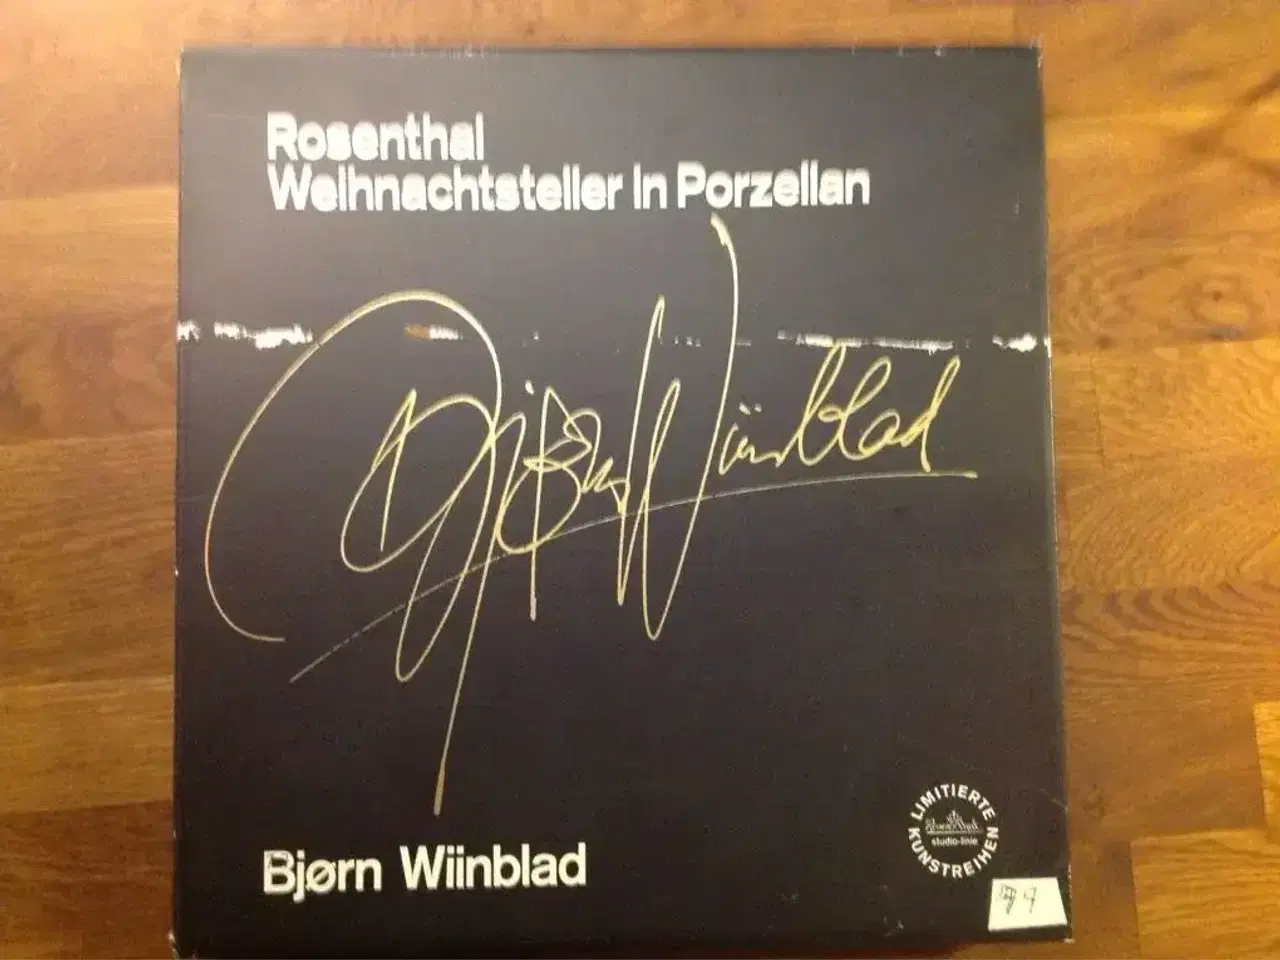 Rosenthal
Weihnachtsteller in Porzellan
Bjørn Wiinblad
Bjørn Wiinblad
LIMITIERTE
studio-linie
KUNSTREIHEN